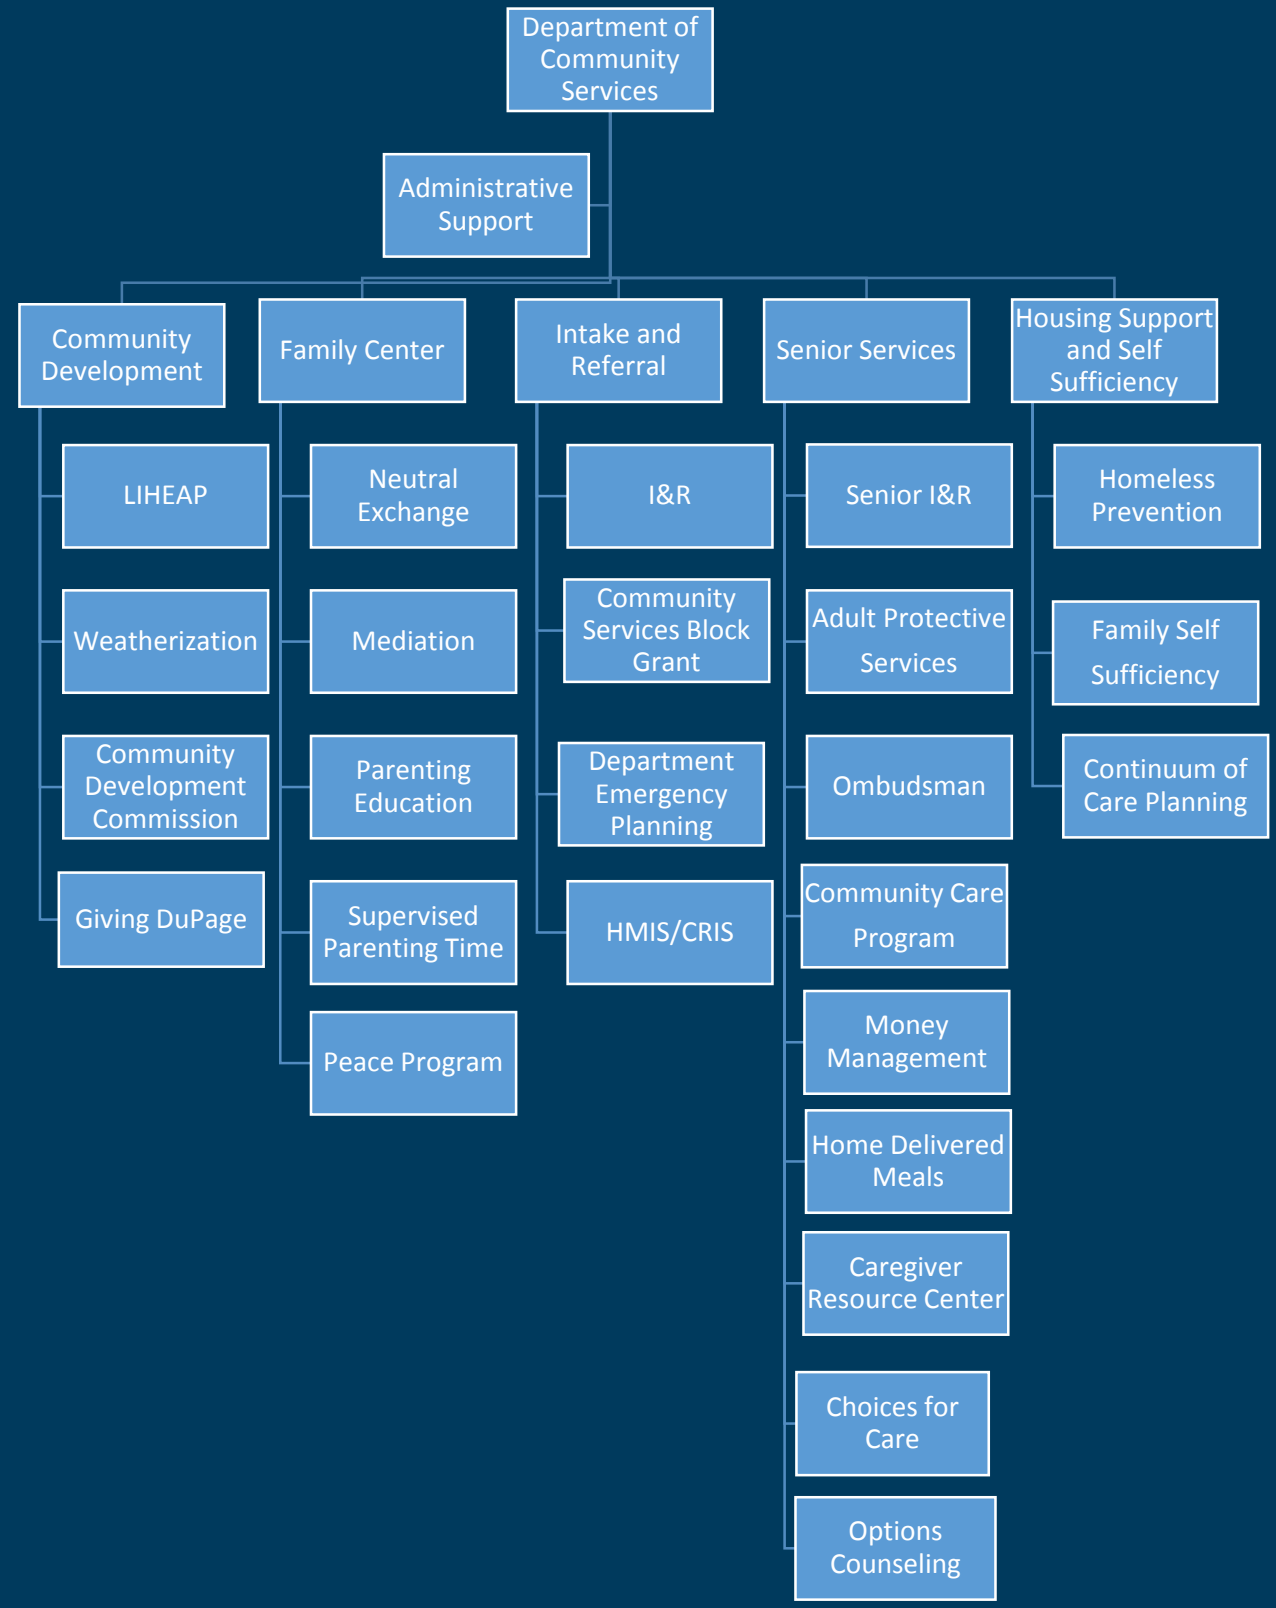 Department of
Community
Services
Administrative
Support
Community
Development
LIHEAP
Weatherization
Community
Development
Commission
Giving DuPage
Family Center
Neutral
Exchange
Mediation
Parenting
Education
Supervised
Parenting Time
Peace Program
Intake and
Referral
I&R
Community
Services Block
Grant
Department
Emergency
Planning
HMIS/CRIS
Senior Services
Senior I&R
Adult Protective
Services
Ombudsman
Community Care
Program
Money
Management
Home Delivered
Meals
Caregiver
Resource Center
Choices for
Care
Options
Counseling
Housing Support
and Self
Sufficiency
Homeless
Prevention
Family Self
Sufficiency
Continuum of
Care Planning